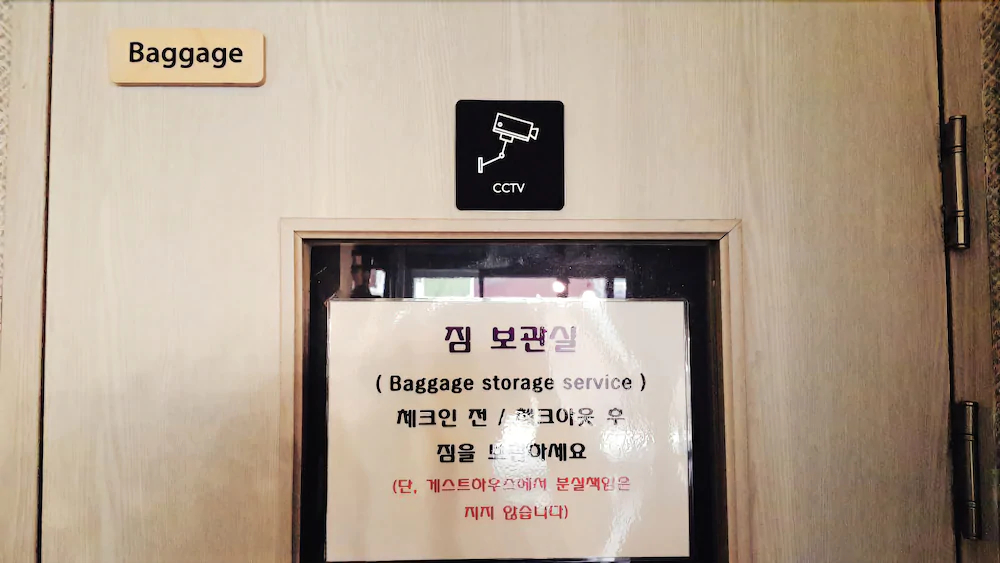 Baggage
CCTV
짐 보관실
( Baggage storage service )
체크인 전 / 체크아웃 후
짐을 보관하세요
(단, 게스트하우스에서 분실책임은
지지 않습니다)